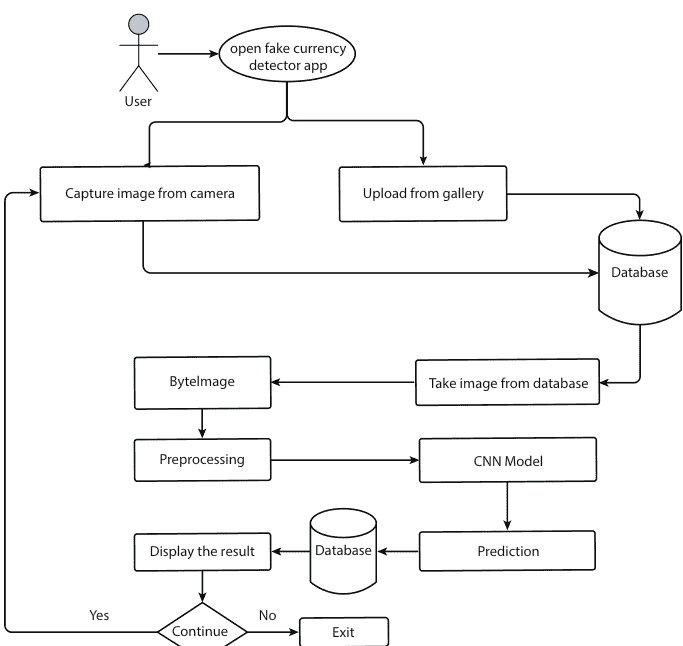 open fake currency
detector app
User
Capture image from camera
Upload from gallery
Database
ByteImage
Take image from database
Preprocessing
CNN Model
Display the result
Database
Prediction
Yes
Continue
No
Exit